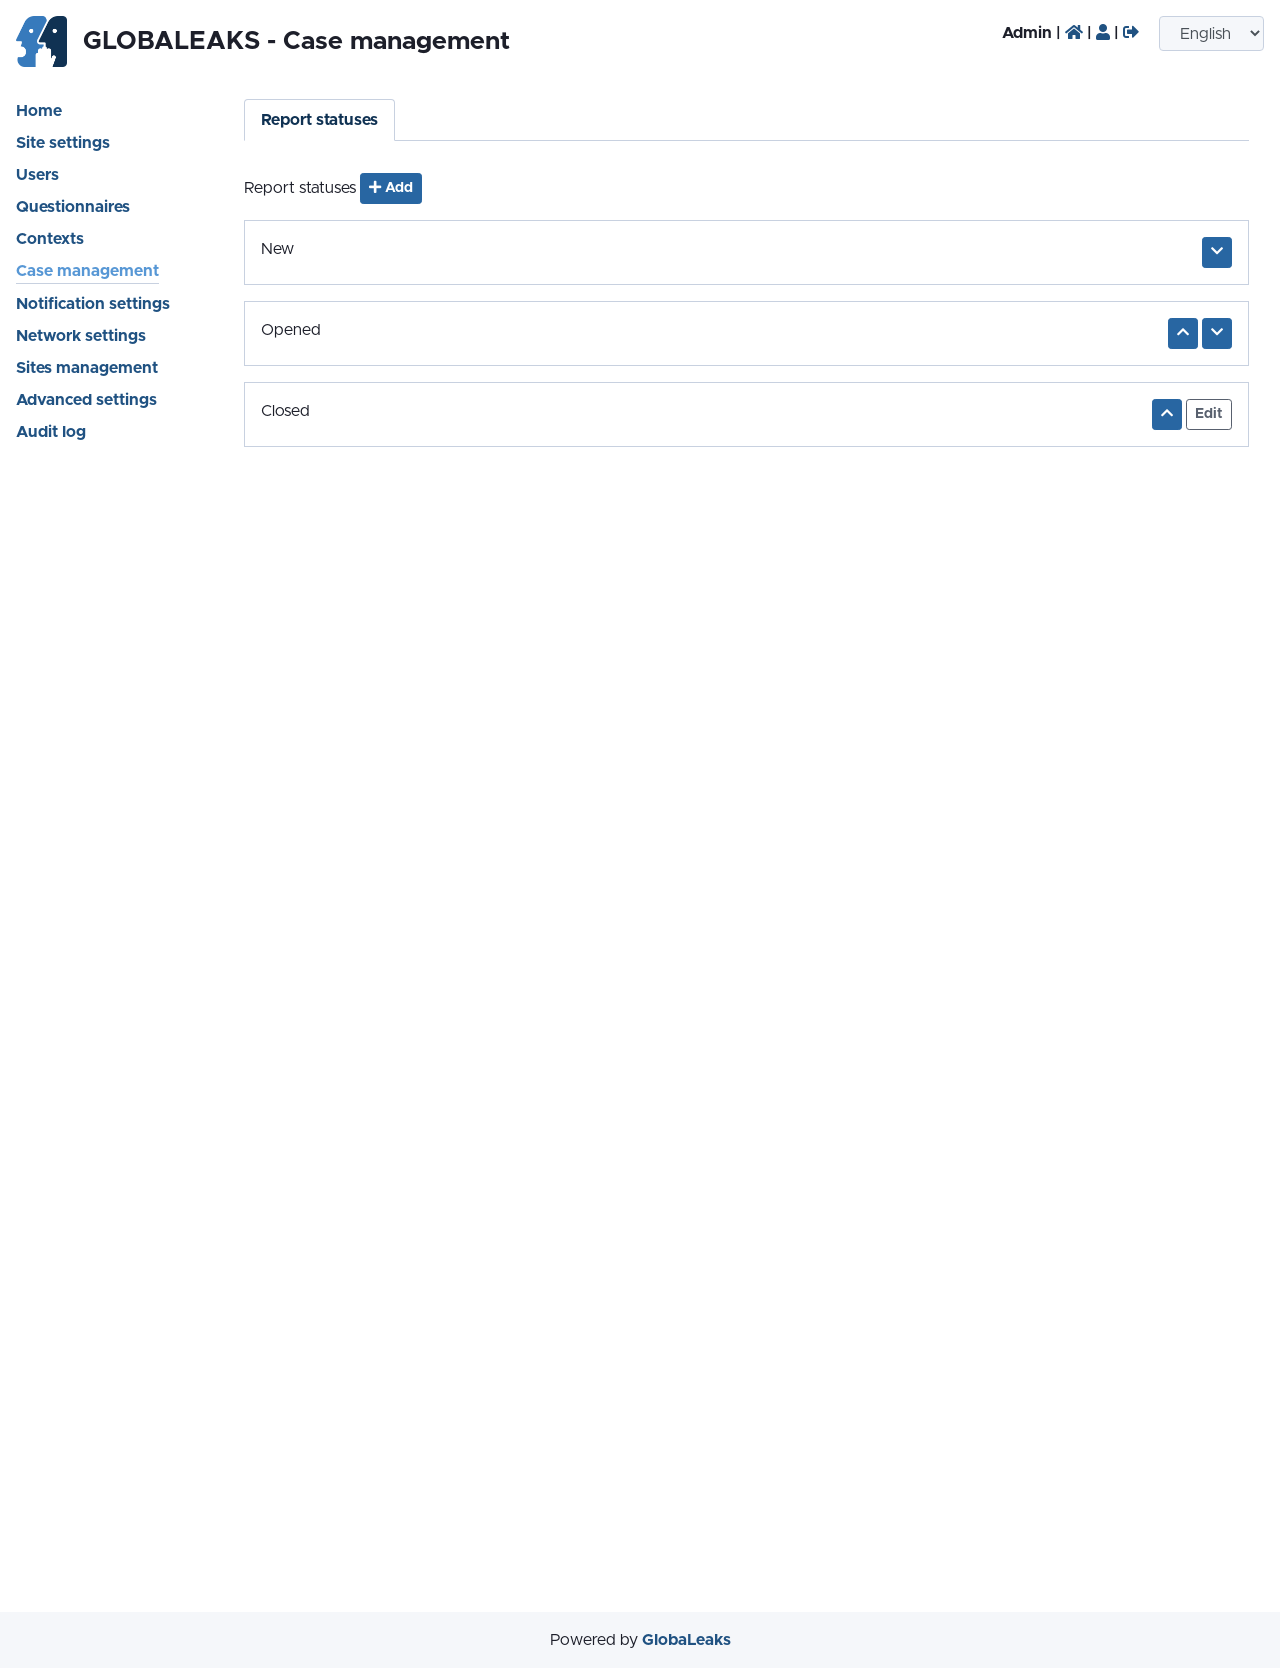 GLOBALEAKS - Case management
Admin | | |
English
Home
Site settings
Users
Questionnaires
Contexts
Case management
Notification settings
Network settings
Sites management
Advanced settings
Audit log
Report statuses
Report statuses Add
New
Opened
Closed
Edit
Powered by GlobaLeaks